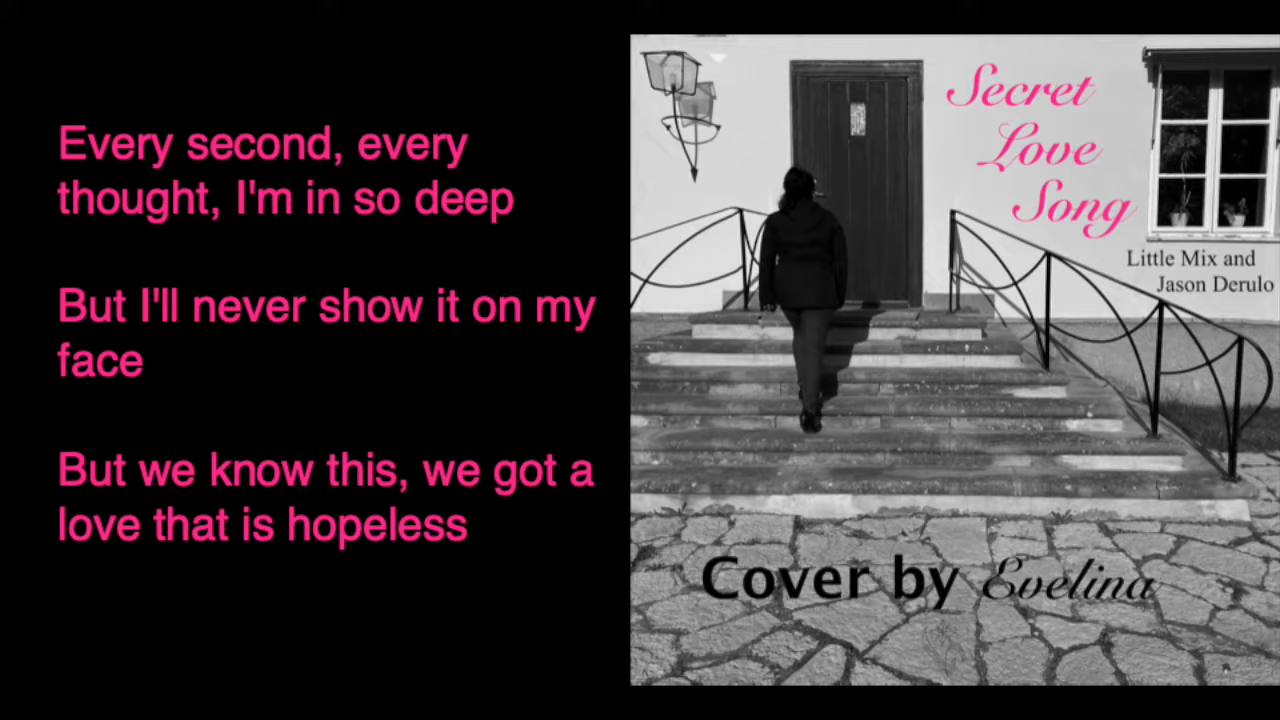 Every second, every
thought, I'm in so deep
But I'll never show it on my
face
But we know this, we got a
love that is hopeless
Secret
Love
Song
Little Mix and
Jason Derulo
Cover by Evelina